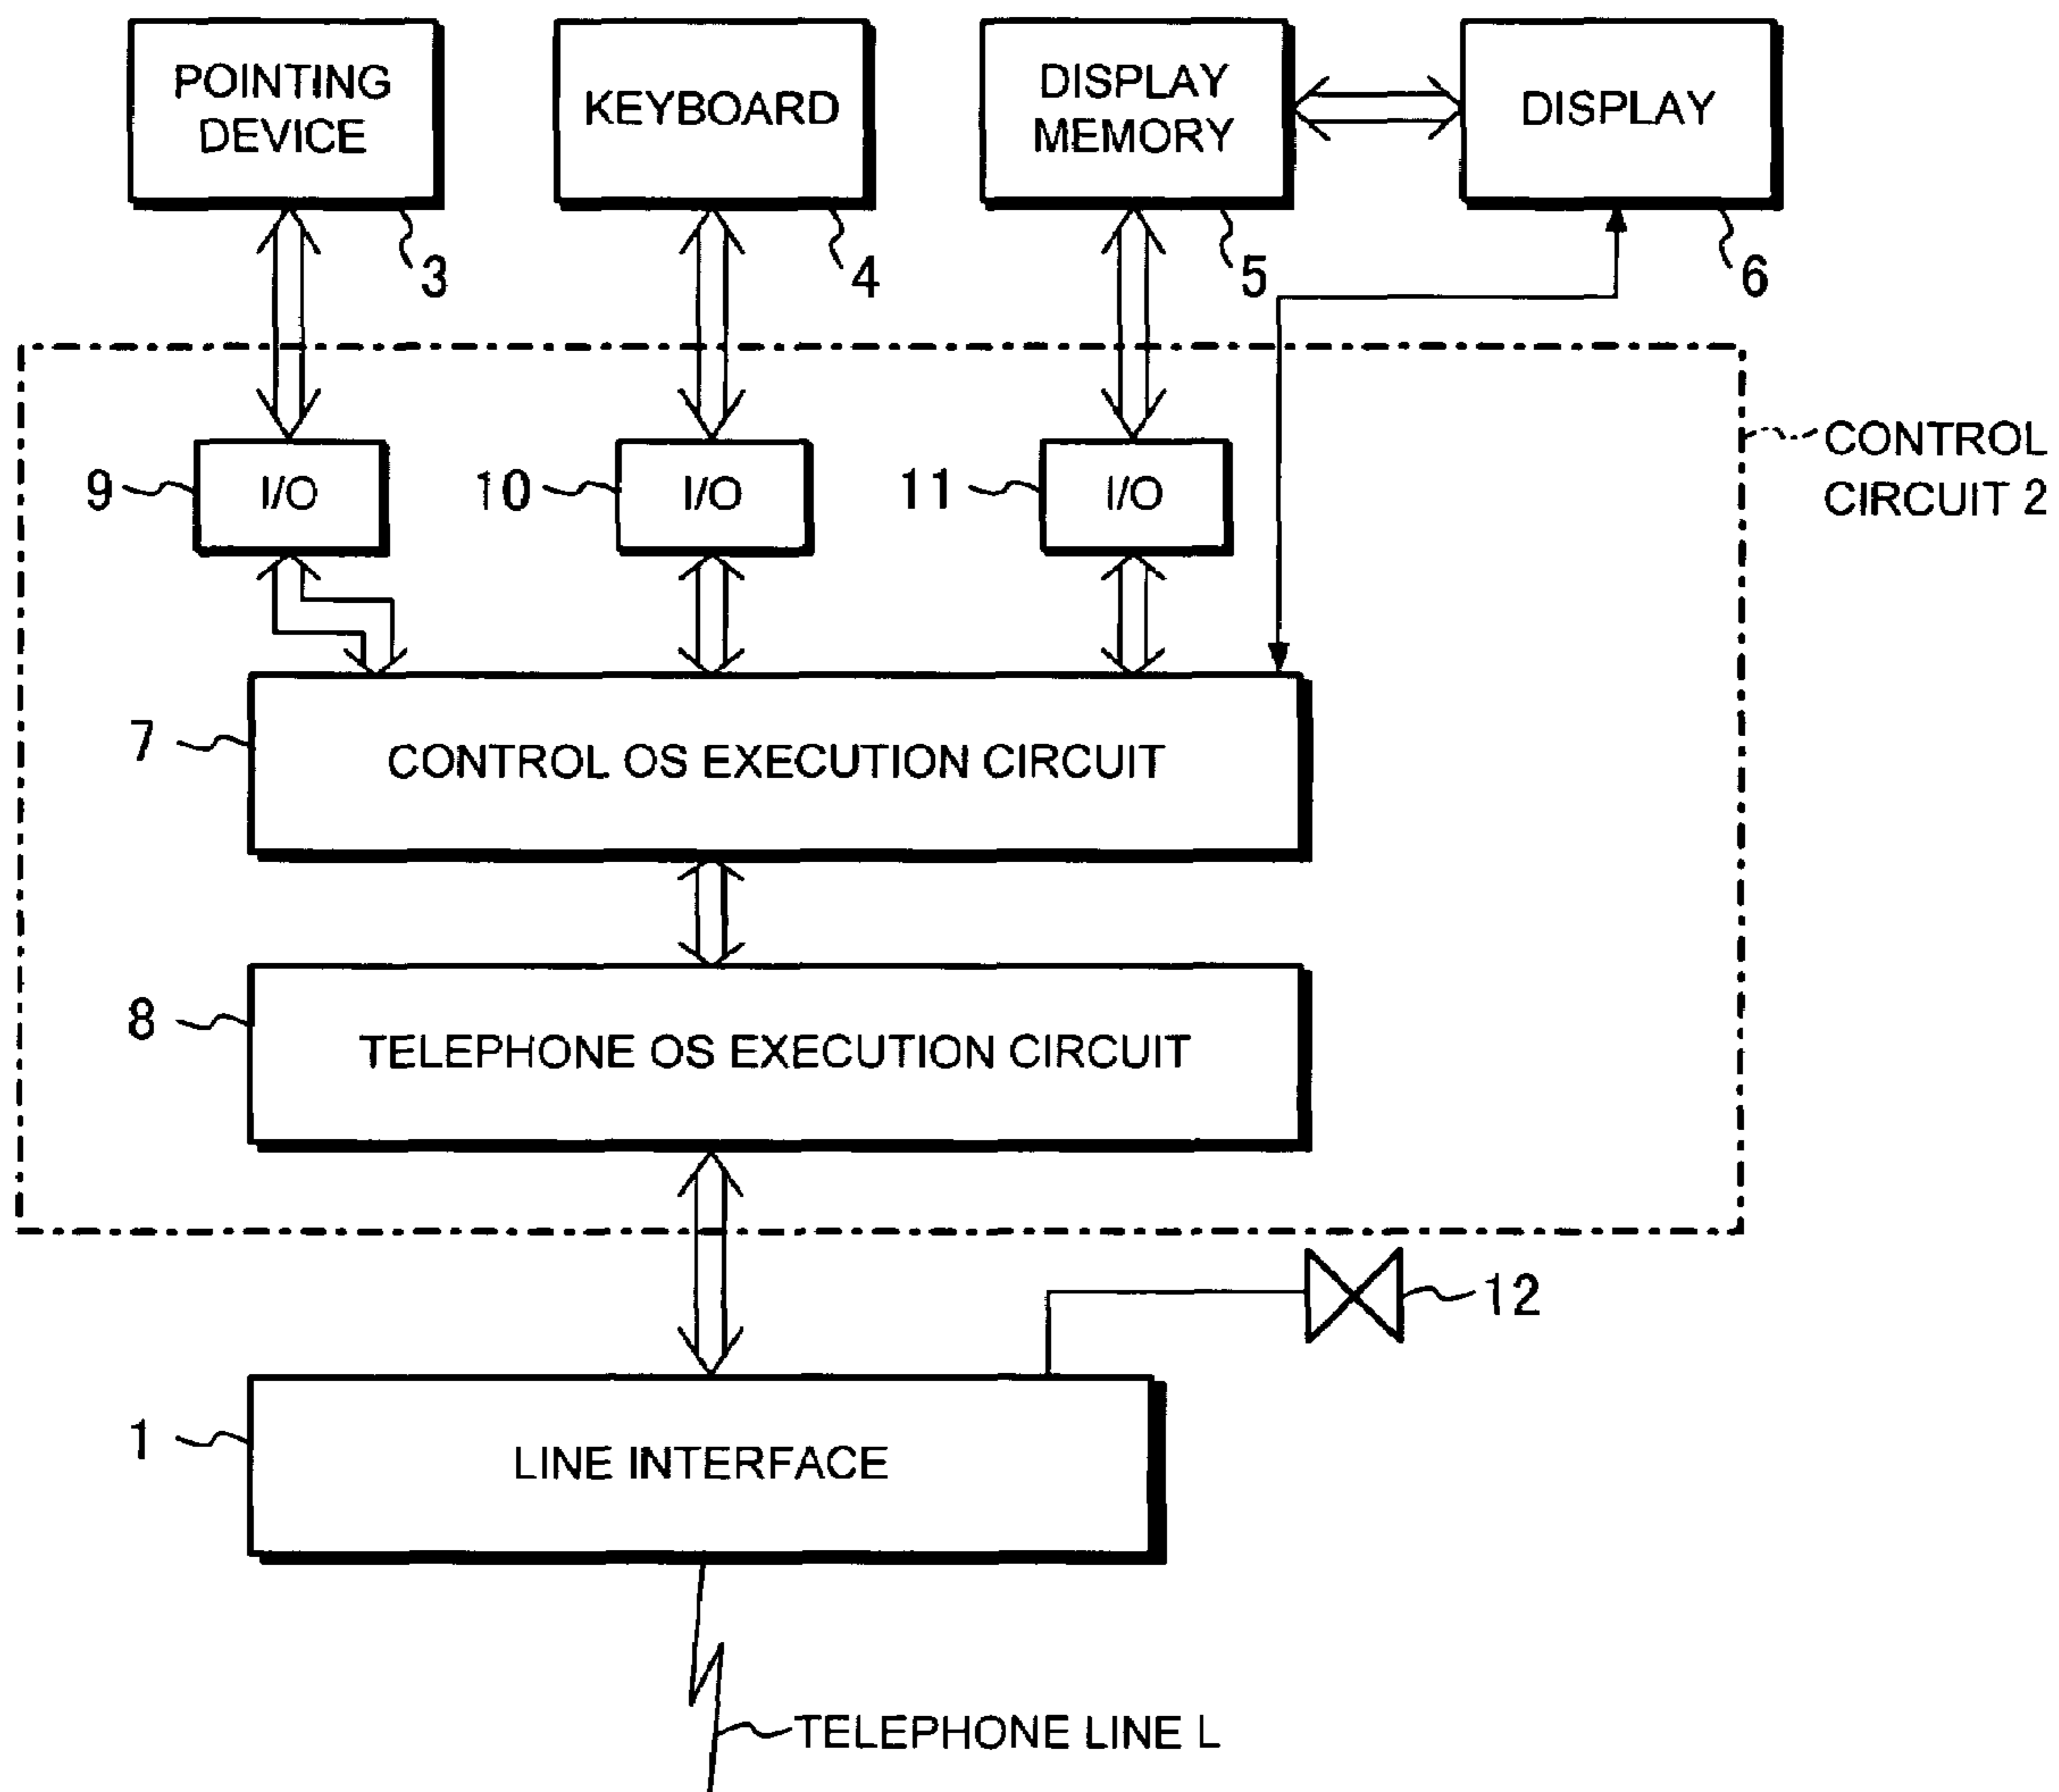 POINTING
DEVICE
KEYBOARD
DISPLAY
MEMORY
DISPLAY
3
4
5
6
CONTROL
CIRCUIT 2
9
I/O
10
I/O
11
I/O
7
CONTROL OS EXECUTION CIRCUIT
8
TELEPHONE OS EXECUTION CIRCUIT
12
1
LINE INTERFACE
TELEPHONE LINE L